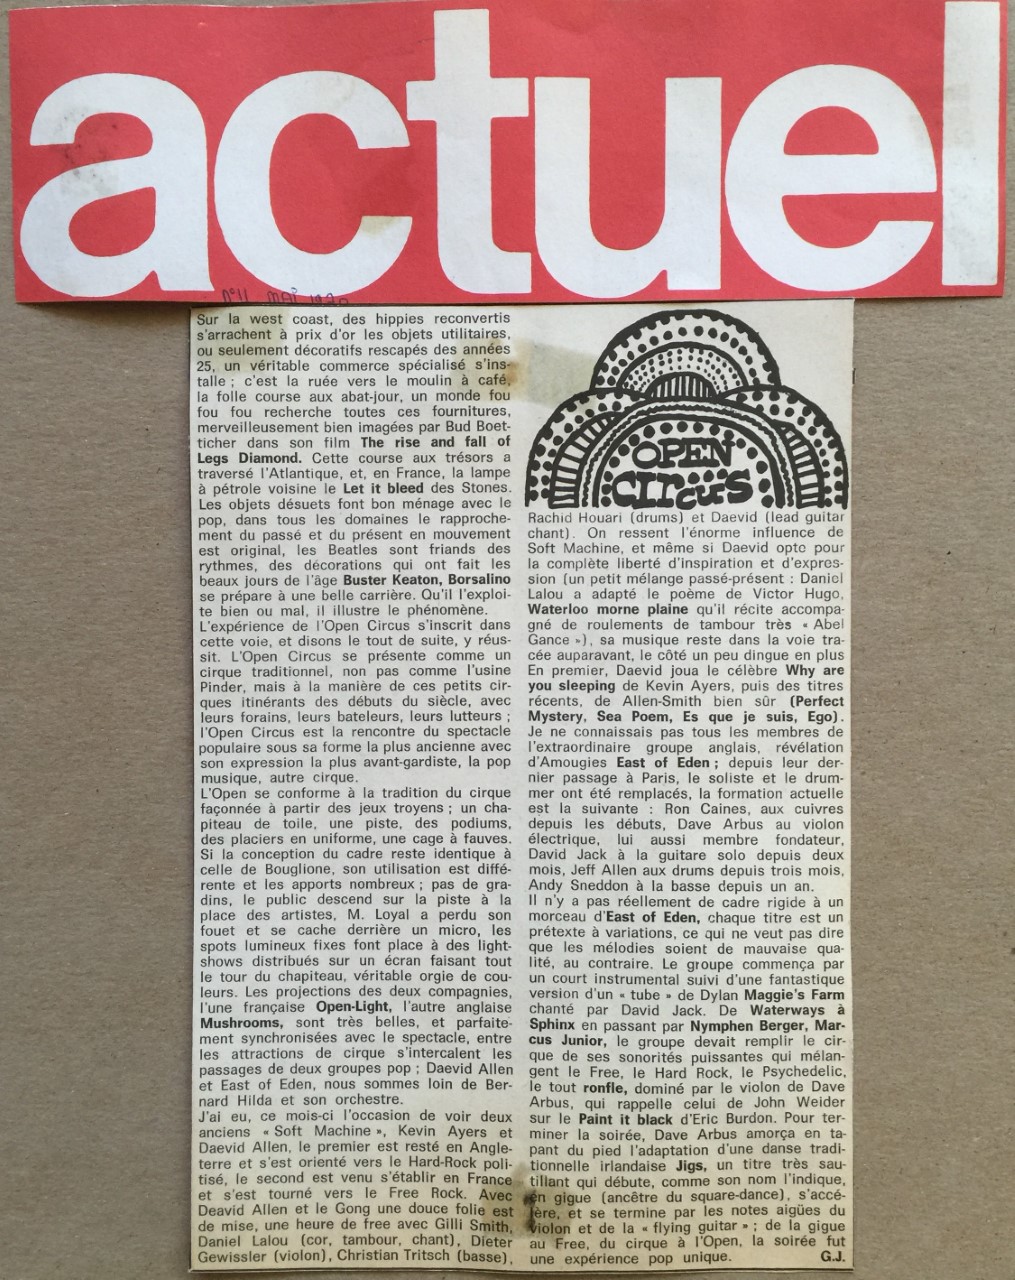 actuel
N°11 MAI
Sur la west coast, des hippies reconvertis
s'arrachent à prix d'or les objets utilitaires,
ou seulement décoratifs rescapés des années
25, un véritable commerce spécialisé s'ins-
talle ; c'est la ruée vers le moulin à café,
la folle course aux abat-jour, un monde fou
fou fou recherche toutes ces fournitures,
merveilleusement bien imagées par Bud Boet-
ticher dans son film The rise and fall of
Legs Diamond. Cette course aux trésors a
traversé l'Atlantique, et, en France, la lampe
à pétrole voisine le Let it bleed des Stones.
Les objets désuets font bon ménage avec le
pop, dans tous les domaines le rapproche-
ment du passé et du présent en mouvement
est original, les Beatles sont friands des
rythmes, des décorations qui ont fait les
beaux jours de l'âge Buster Keaton, Borsalino
se prépare à une belle carrière. Qu'il l'exploi-
te bien ou mal, il illustre le phénomène.
L'expérience de l'Open Circus s'inscrit dans
cette voie, et disons le tout de suite, y réus-
sit. L'Open Circus se présente comme un
cirque traditionnel, non pas comme l'usine
Pinder, mais à la manière de ces petits cir-
ques itinérants des débuts du siècle, avec
leurs forains, leurs bateleurs, leurs lutteurs ;
l'Open Circus est la rencontre du spectacle
populaire sous sa forme la plus ancienne avec
son expression la plus avant-gardiste, la pop
musique, autre cirque.
L'Open se conforme à la tradition du cirque
façonnée à partir des jeux troyens ; un cha-
piteau de toile, une piste, des podiums,
des placiers en uniforme, une cage à fauves.
Si la conception du cadre reste identique à
celle de Bouglione, son utilisation est diffé-
rente et les apports nombreux ; pas de gra-
dins, le public descend sur la piste à la
place des artistes, M. Loyal a perdu son
fouet et se cache derrière un micro, les
spots lumineux fixes font place à des light-
shows distribués sur un écran faisant tout
le tour du chapiteau, véritable orgie de cou-
leurs. Les projections des deux compagnies,
l'une française Open-Light, l'autre anglaise
Mushrooms, sont très belles, et parfaite-
ment synchronisées avec le spectacle, entre
les attractions de cirque s'intercalent les
passages de deux groupes pop ; Daevid Allen
et East of Eden, nous sommes loin de Ber-
nard Hilda et son orchestre.
J'ai eu, ce mois-ci l'occasion de voir deux
anciens « Soft Machine », Kevin Ayers et
Daevid Allen, le premier est resté en Angle-
terre et s'est orienté vers le Hard-Rock poli-
tisé, le second est venu s'établir en France
et s'est tourné vers le Free Rock. Avec
Deavid Allen et le Gong une douce folie est
de mise, une heure de free avec Gilli Smith,
Daniel Lalou (cor, tambour, chant), Dieter
Gewissler (violon), Christian Tritsch (basse),
OPEN
CIRCUS
Rachid Houari (drums) et Daevid (lead guitar
chant). On ressent l'énorme influence de
Soft Machine, et même si Daevid opte pour
la complète liberté d'inspiration et d'expres-
sion (un petit mélange passé-présent : Daniel
Lalou a adapté le poème de Victor Hugo,
Waterloo morne plaine qu'il récite accompa-
gné de roulements de tambour très « Abel
Gance »), sa musique reste dans la voie tra-
cée auparavant, le côté un peu dingue en plus
En premier, Daevid joua le célèbre Why are
you sleeping de Kevin Ayers, puis des titres
récents, de Allen-Smith bien sûr (Perfect
Mystery, Sea Poem, Es que je suis, Ego).
Je ne connaissais pas tous les membres de
l'extraordinaire groupe anglais, révélation
d'Amougies East of Eden ; depuis leur der-
nier passage à Paris, le soliste et le drum-
mer ont été remplacés, la formation actuelle
est la suivante : Ron Caines, aux cuivres
depuis les débuts, Dave Arbus au violon
électrique, lui aussi membre fondateur,
David Jack à la guitare solo depuis deux
mois, Jeff Allen aux drums depuis trois mois,
Andy Sneddon à la basse depuis un an.
Il n'y a pas réellement de cadre rigide à un
morceau d'East of Eden, chaque titre est un
prétexte à variations, ce qui ne veut pas dire
que les mélodies soient de mauvaise qua-
lité, au contraire. Le groupe commença par
un court instrumental suivi d'une fantastique
version d'un « tube » de Dylan Maggie's Farm
chanté par David Jack. De Waterways à
Sphinx en passant par Nymphen Berger, Mar-
cus Junior, le groupe devait remplir le cir-
que de ses sonorités puissantes qui mélan-
gent le Free, le Hard Rock, le Psychedelic,
le tout ronfle, dominé par le violon de Dave
Arbus, qui rappelle celui de John Weider
sur le Paint it black d'Eric Burdon. Pour ter-
miner la soirée, Dave Arbus amorça en ta-
pant du pied l'adaptation d'une danse tradi-
tionnelle irlandaise Jigs, un titre très sau-
tillant qui débute, comme son nom l'indique,
en gigue (ancêtre du square-dance), s'accé-
lère, et se termine par les notes aigües du
violon et de la « flying guitar » ; de la gigue
au Free, du cirque à l'Open, la soirée fut
une expérience pop unique. G.J.